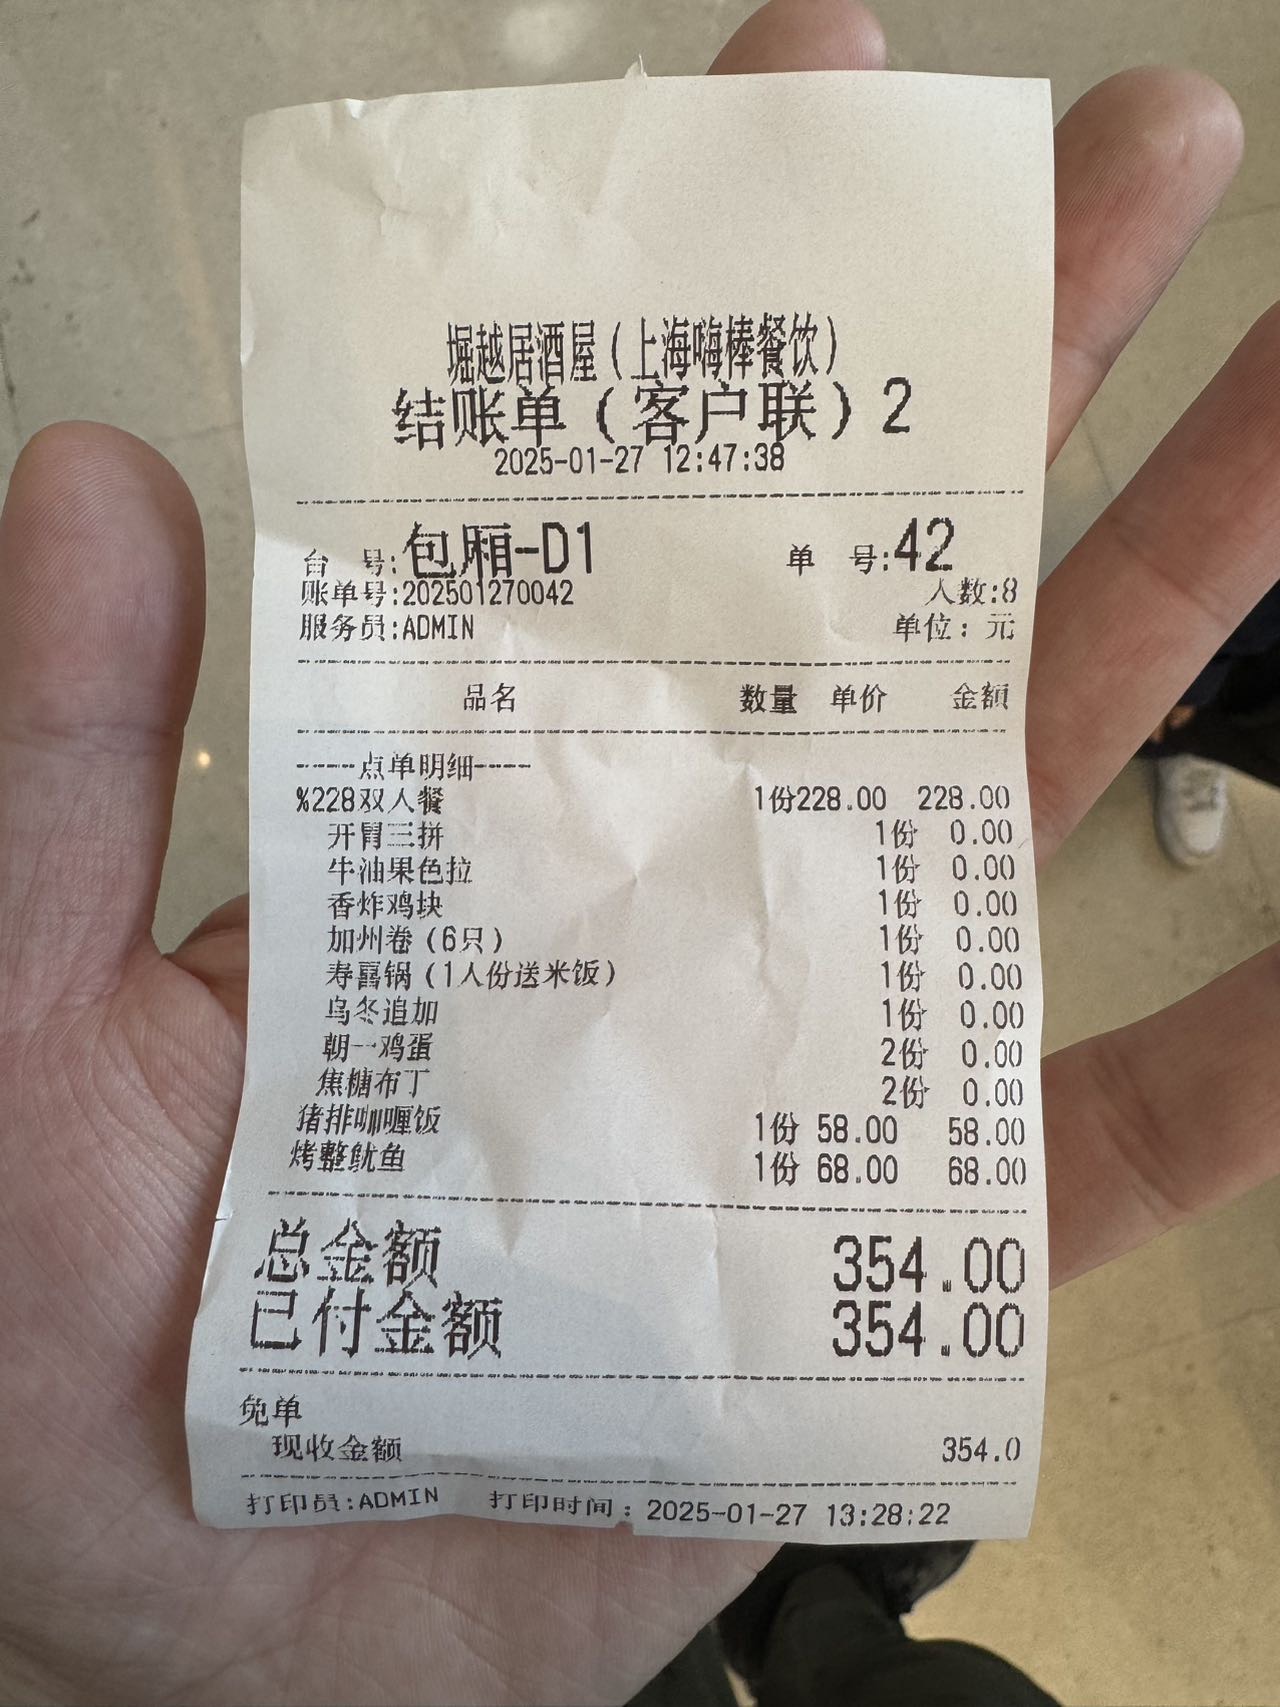 堀越居酒屋(上海嗨棒餐饮)
结账单(客户联)2
2025-01-27 12:47:38
台 号:包厢-D1 单 号:42
账单号:202501270042 人数:8
服务员:ADMIN 单位: 元
品名 数量 单价 金额
-----点单明细-----
%228双人餐 1份228.00 228.00
开胃三拼 1份 0.00
牛油果色拉 1份 0.00
香炸鸡块 1份 0.00
加州卷(6只) 1份 0.00
寿喜锅(1人份送米饭) 1份 0.00
乌冬追加 1份 0.00
朝一鸡蛋 2份 0.00
焦糖布丁 2份 0.00
猪排咖喱饭 1份 58.00 58.00
烤整鱿鱼 1份 68.00 68.00
总金额 354.00
已付金额 354.00
免单
现收金额 354.0
打印员:ADMIN 打印时间: 2025-01-27 13:28:22